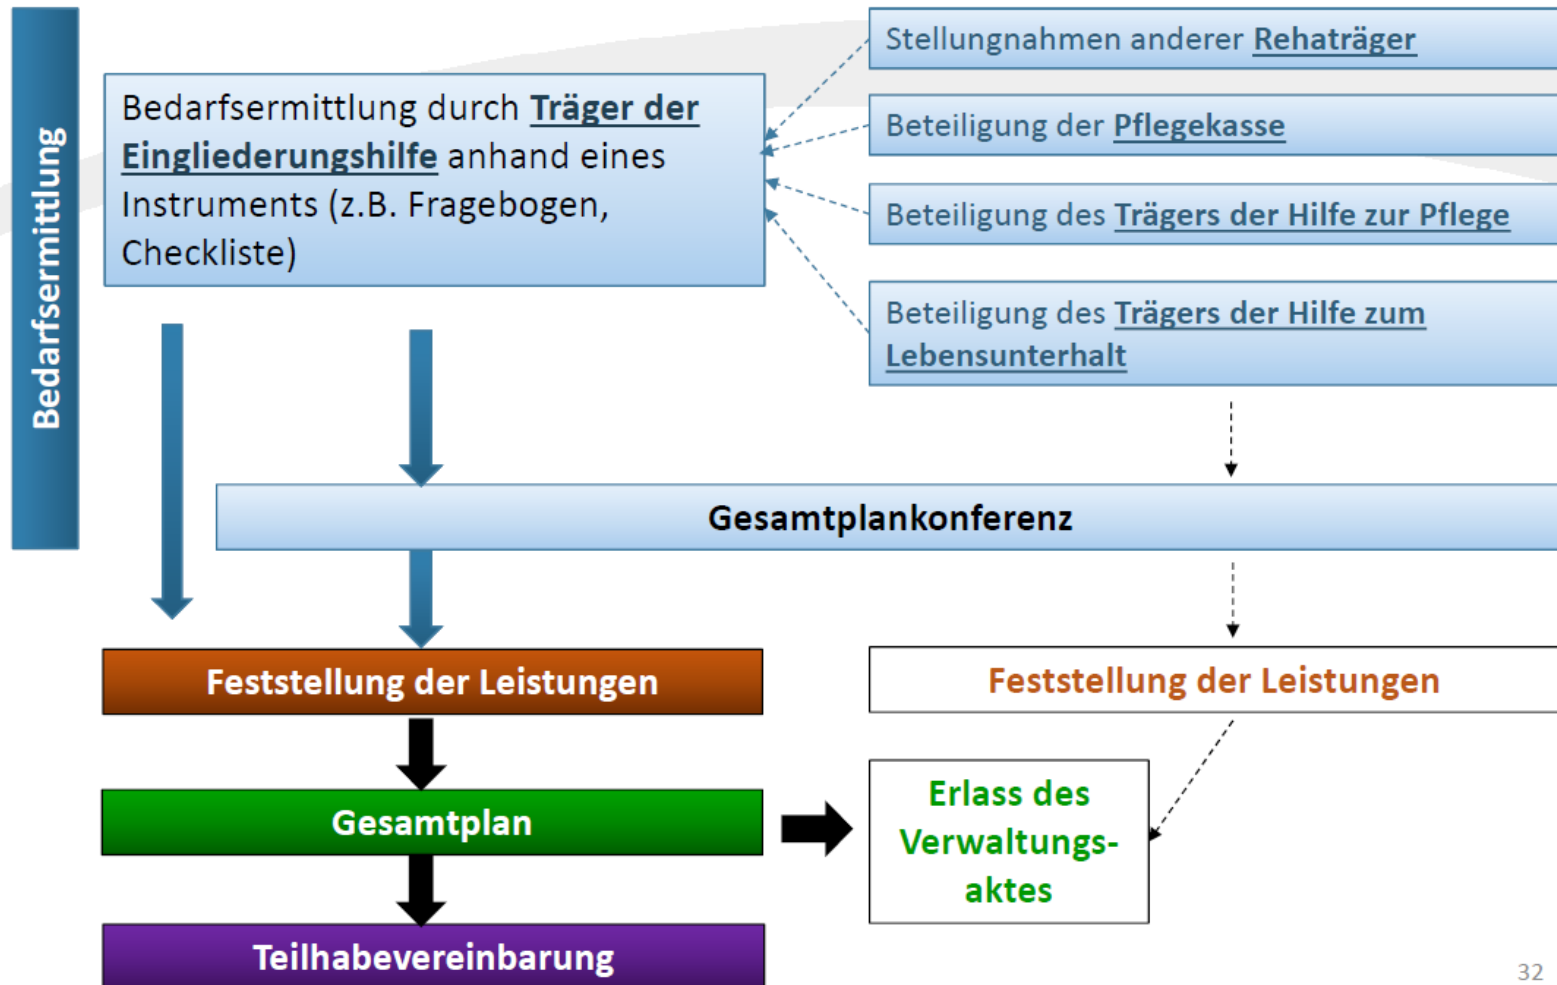 Bedarfsermittlung
Bedarfsermittlung durch Träger der
Eingliederungshilfe anhand eines
Instruments (z.B. Fragebogen,
Checkliste)
Stellungnahmen anderer Rehaträger
Beteiligung der Pflegekasse
Beteiligung des Trägers der Hilfe zur Pflege
Beteiligung des Trägers der Hilfe zum
Lebensunterhalt
Gesamtplankonferenz
Feststellung der Leistungen
Feststellung der Leistungen
Gesamtplan
Erlass des
Verwaltungs-
aktes
Teilhabevereinbarung
32